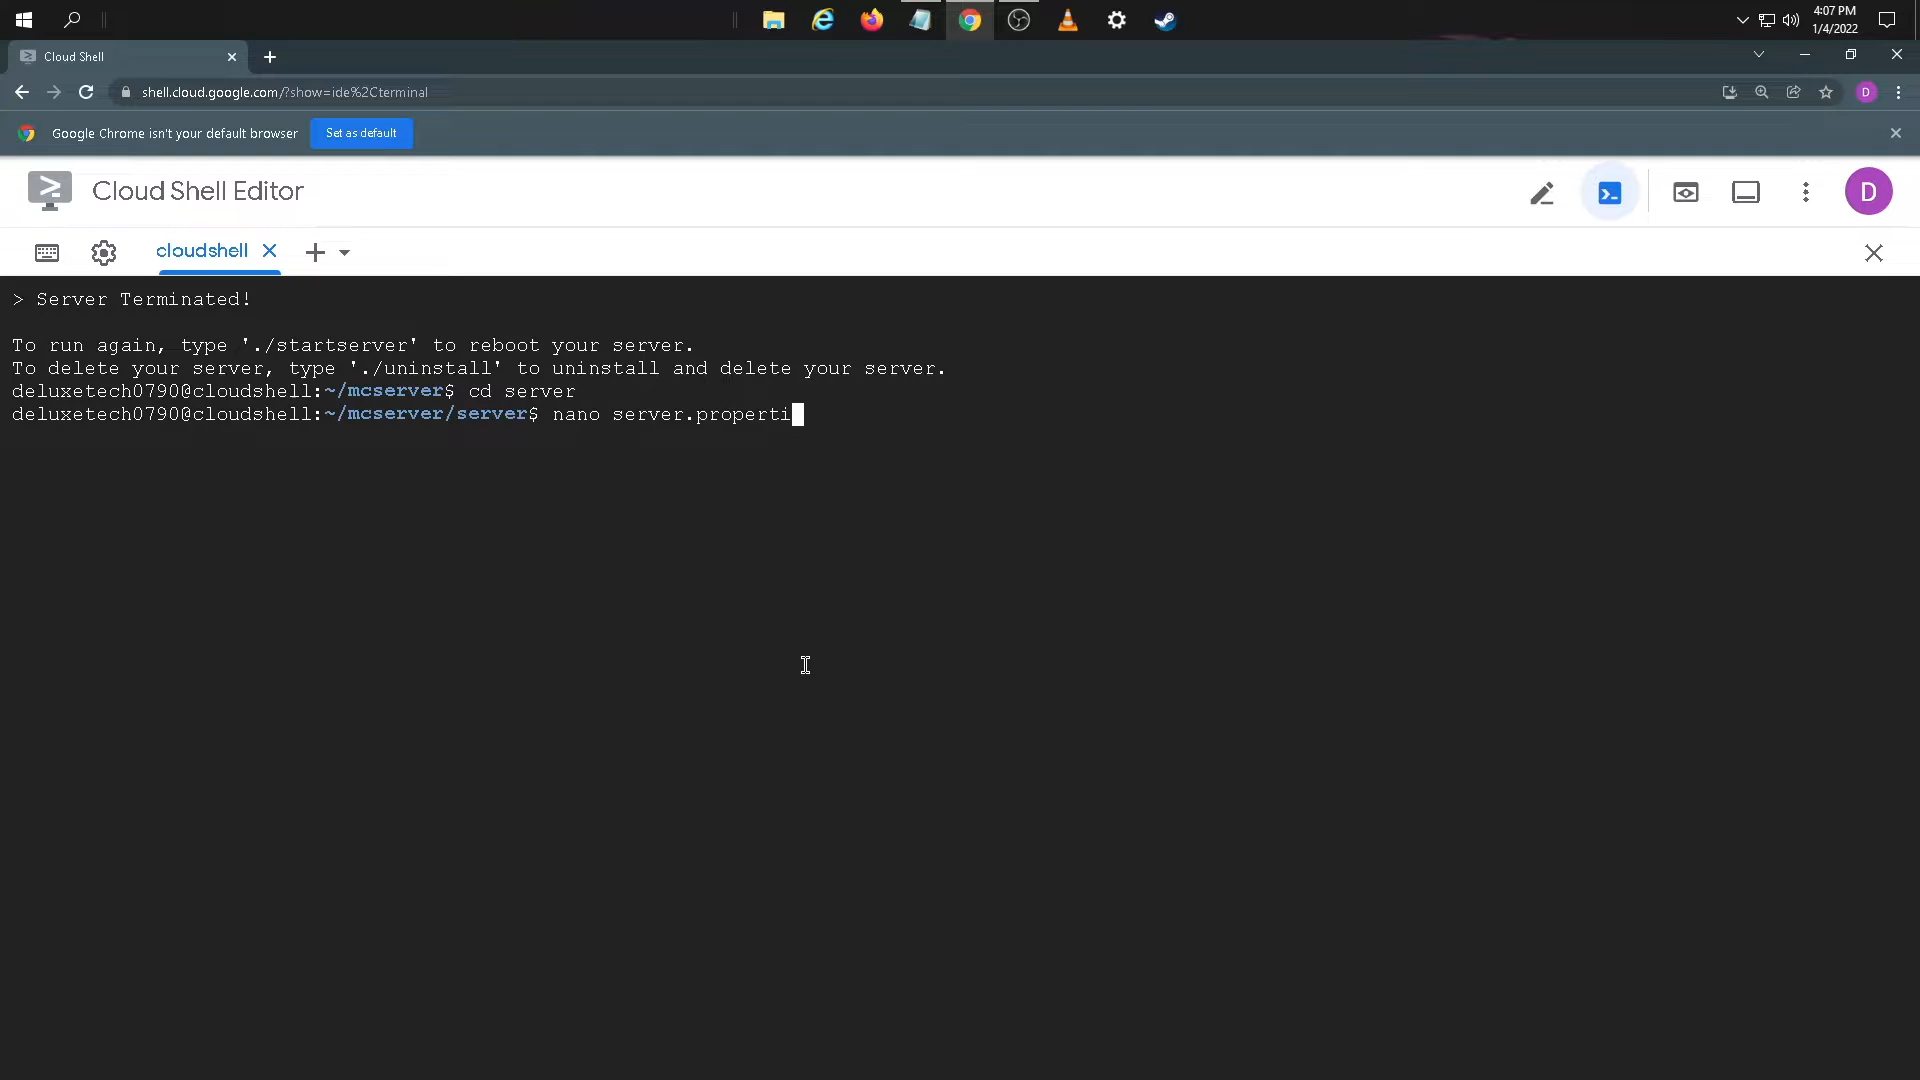 4:07 PM
1/4/2022
Cloud Shell
shell.cloud.google.com/?show=ide%2Cterminal
D
Google Chrome isn't your default browser
Set as default
Cloud Shell Editor
D
cloudshell
> Server Terminated!
To run again, type './startserver' to reboot your server.
To delete your server, type './uninstall' to uninstall and delete your server.
deluxetech0790@cloudshell:~/mcserver$ cd server
deluxetech0790@cloudshell:~/mcserver/server$ nano server.properti